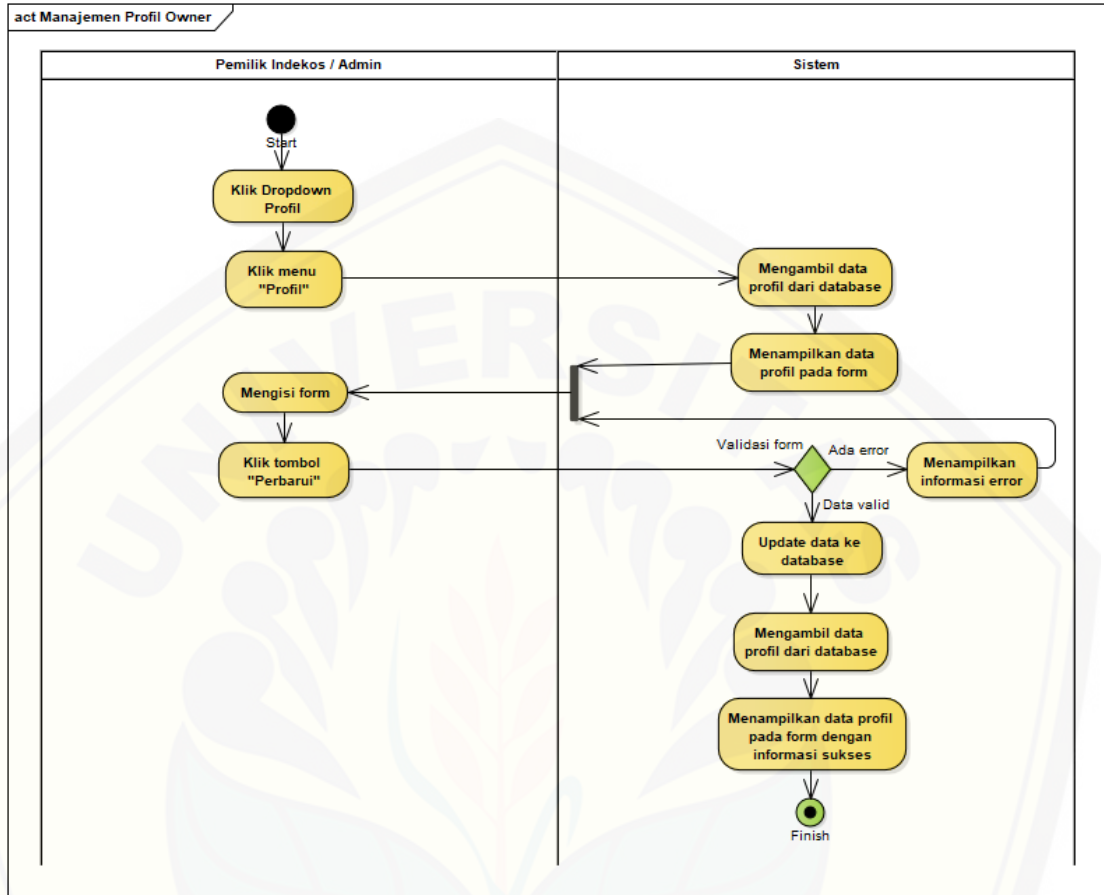 act Manajemen Profil Owner
Pemilik Indekos / Admin
Sistem
Start
Klik Dropdown
Profil
Klik menu
"Profil"
Mengambil data
profil dari database
Menampilkan data
profil pada form
Mengisi form
Klik tombol
"Perbarui"
Validasi form
Ada error
Menampilkan
informasi error
Data valid
Update data ke
database
Mengambil data
profil dari database
Menampilkan data profil
pada form dengan
informasi sukses
Finish
UNIVERSITAS